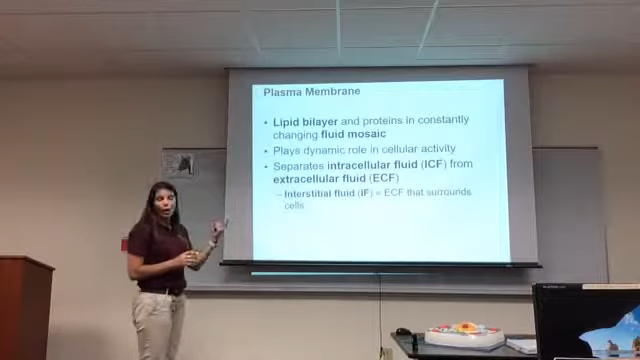 Plasma Membrane
• Lipid bilayer and proteins in constantly
changing fluid mosaic
• Plays dynamic role in cellular activity
• Separates intracellular fluid (ICF) from
extracellular fluid (ECF)
– Interstitial fluid (IF) = ECF that surrounds
cells